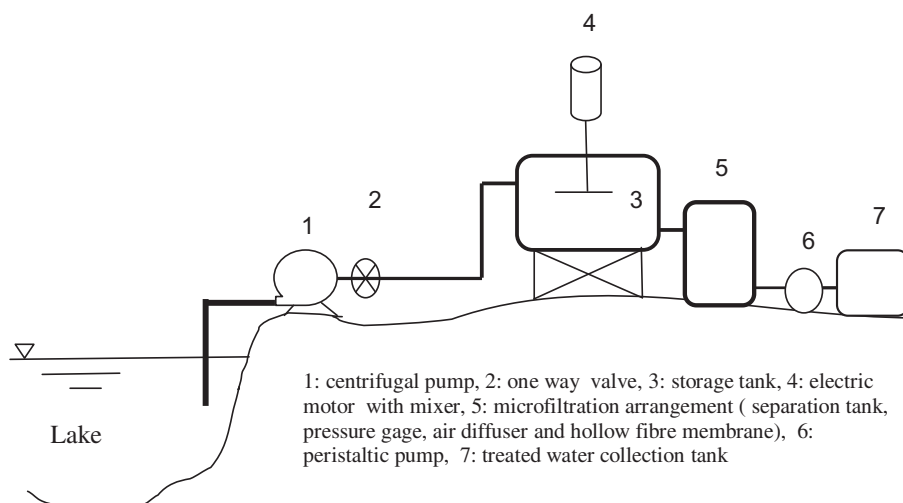 4
5
3
2
7
1
6
1: centrifugal pump, 2: one way valve, 3: storage tank, 4: electric
motor with mixer, 5: microfiltration arrangement ( separation tank,
pressure gage, air diffuser and hollow fibre membrane), 6:
peristaltic pump, 7: treated water collection tank
Lake